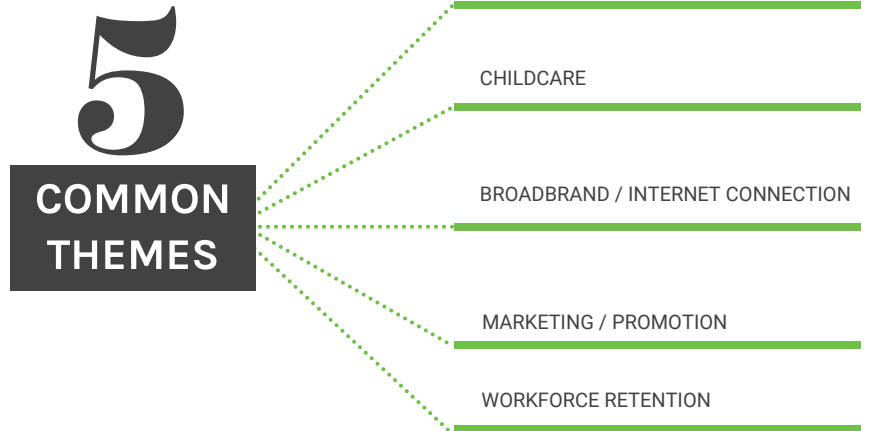 5
COMMON
THEMES
CHILDCARE
BROADBRAND / INTERNET CONNECTION
MARKETING / PROMOTION
WORKFORCE RETENTION